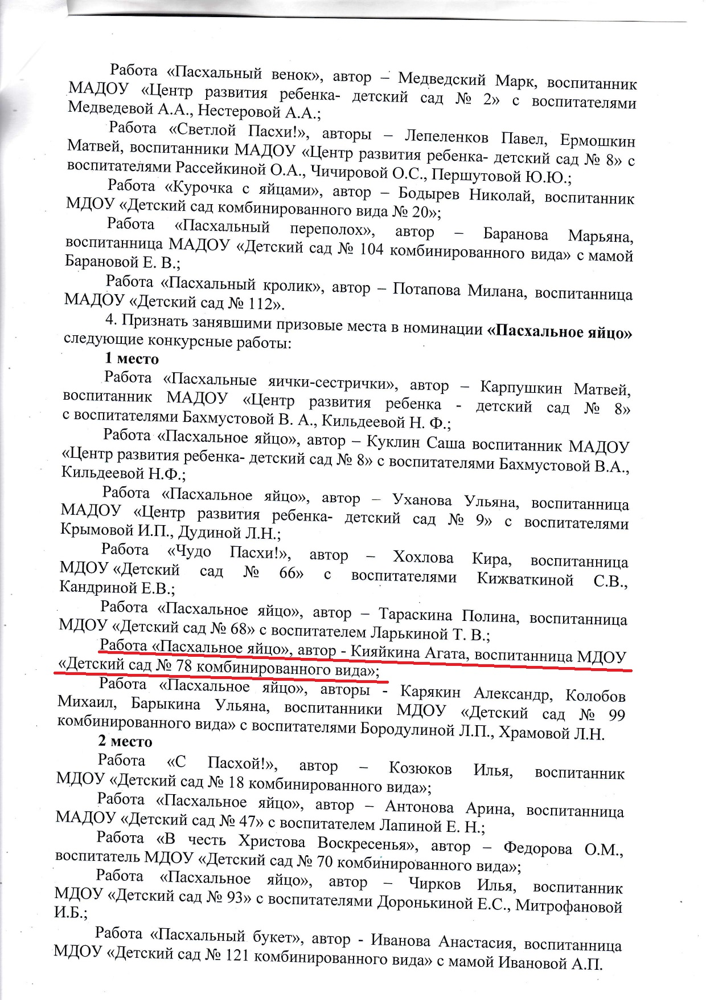 Работа «Пасхальный венок», автор – Медведский Марк, воспитанник
МАДОУ «Центр развития ребенка- детский сад № 2» с воспитателями
Медведевой А.А., Нестеровой А.А.;
Работа «Светлой Пасхи!», авторы – Лепеленков Павел, Ермошкин
Матвей, воспитанники МАДОУ «Центр развития ребенка- детский сад № 8» с
воспитателями Рассейкиной О.А., Чичировой О.С., Першутовой Ю.Ю.;
Работа «Курочка с яйцами», автор – Бодырев Николай, воспитанник
МДОУ «Детский сад комбинированного вида № 20»;
Работа «Пасхальный переполох», автор – Баранова Марьяна,
воспитанница МАДОУ «Детский сад № 104 комбинированного вида» с мамой
Барановой Е. В.;
Работа «Пасхальный кролик», автор – Потапова Милана, воспитанница
МАДОУ «Детский сад № 112».
4. Признать занявшими призовые места в номинации «Пасхальное яйцо»
следующие конкурсные работы:
1 место
Работа «Пасхальные яички-сестрички», автор – Карпушкин Матвей,
воспитанник МАДОУ «Центр развития ребенка - детский сад № 8»
с воспитателями Бахмустовой В. А., Кильдеевой Н. Ф.;
Работа «Пасхальное яйцо», автор – Куклин Саша воспитанник МАДОУ
«Центр развития ребенка- детский сад № 8» с воспитателями Бахмустовой В.А.,
Кильдеевой Н.Ф.;
Работа «Пасхальное яйцо», автор – Уханова Ульяна, воспитанница
МАДОУ «Центр развития ребенка- детский сад № 9» с воспитателями
Крымовой И.П., Дудиной Л.Н.;
Работа «Чудо Пасхи!», автор – Хохлова Кира, воспитанница
МДОУ «Детский сад № 66» с воспитателями Кижваткиной С.В.,
Кандриной Е.В.;
Работа «Пасхальное яйцо», автор – Тараскина Полина, воспитанница
МДОУ «Детский сад № 68» с воспитателем Ларькиной Т. В.;
Работа «Пасхальное яйцо», автор - Кияйкина Агата, воспитанница МДОУ
«Детский сад № 78 комбинированного вида»;
Работа «Пасхальное яйцо», авторы - Карякин Александр, Колобов
Михаил, Барыкина Ульяна, воспитанники МДОУ «Детский сад № 99
комбинированного вида» с воспитателями Бородулиной Л.П., Храмовой Л.Н.
2 место
Работа «С Пасхой!», автор – Козюков Илья, воспитанник
МДОУ «Детский сад № 18 комбинированного вида»;
Работа «Пасхальное яйцо», автор – Антонова Арина, воспитанница
МАДОУ «Детский сад № 47» с воспитателем Лапиной Е. Н.;
Работа «В честь Христова Воскресенья», автор – Федорова О.М.,
воспитатель МДОУ «Детский сад № 70 комбинированного вида»;
Работа «Пасхальное яйцо», автор – Чирков Илья, воспитанник
МДОУ «Детский сад № 93» с воспитателями Доронькиной Е.С., Митрофановой
И.Б.;
Работа «Пасхальный букет», автор - Иванова Анастасия, воспитанница
МДОУ «Детский сад № 121 комбинированного вида» с мамой Ивановой А.П.